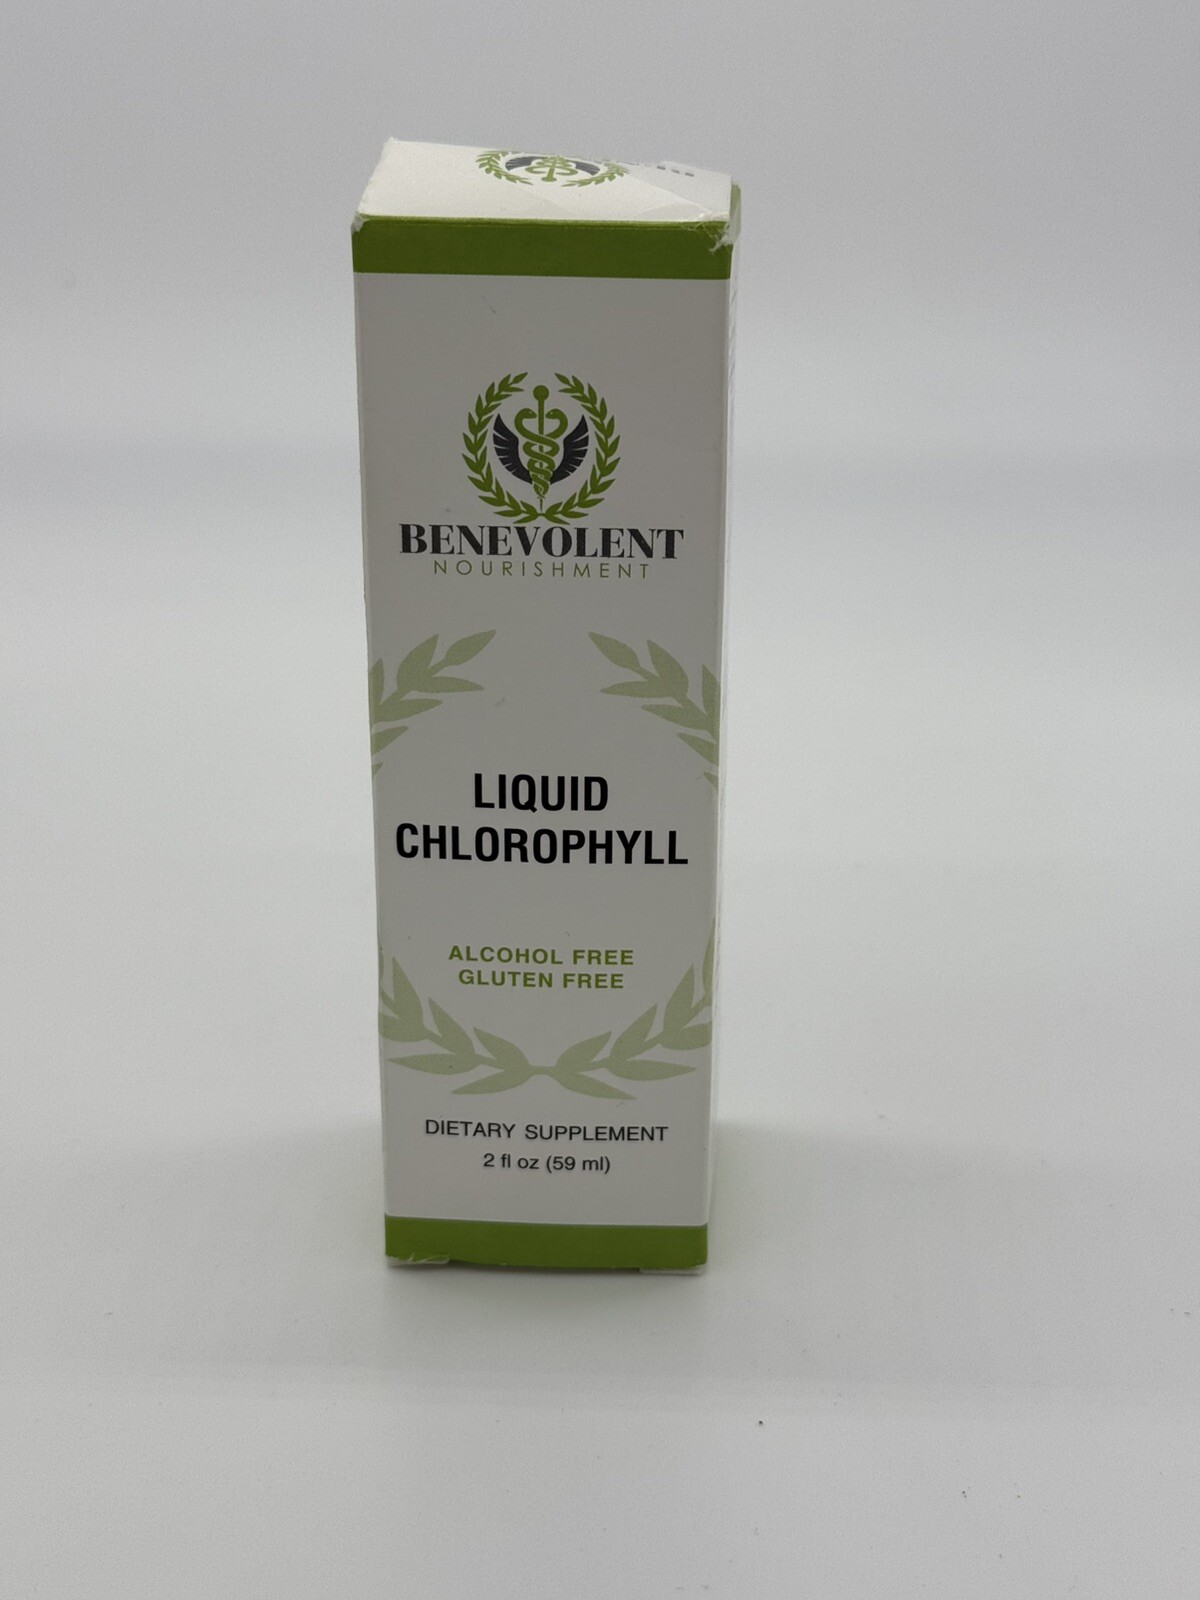 BENEVOLENT
NOURISHMENT
LIQUID
CHLOROPHYLL
ALCOHOL FREE
GLUTEN FREE
DIETARY SUPPLEMENT
2 fl oz (59 ml)